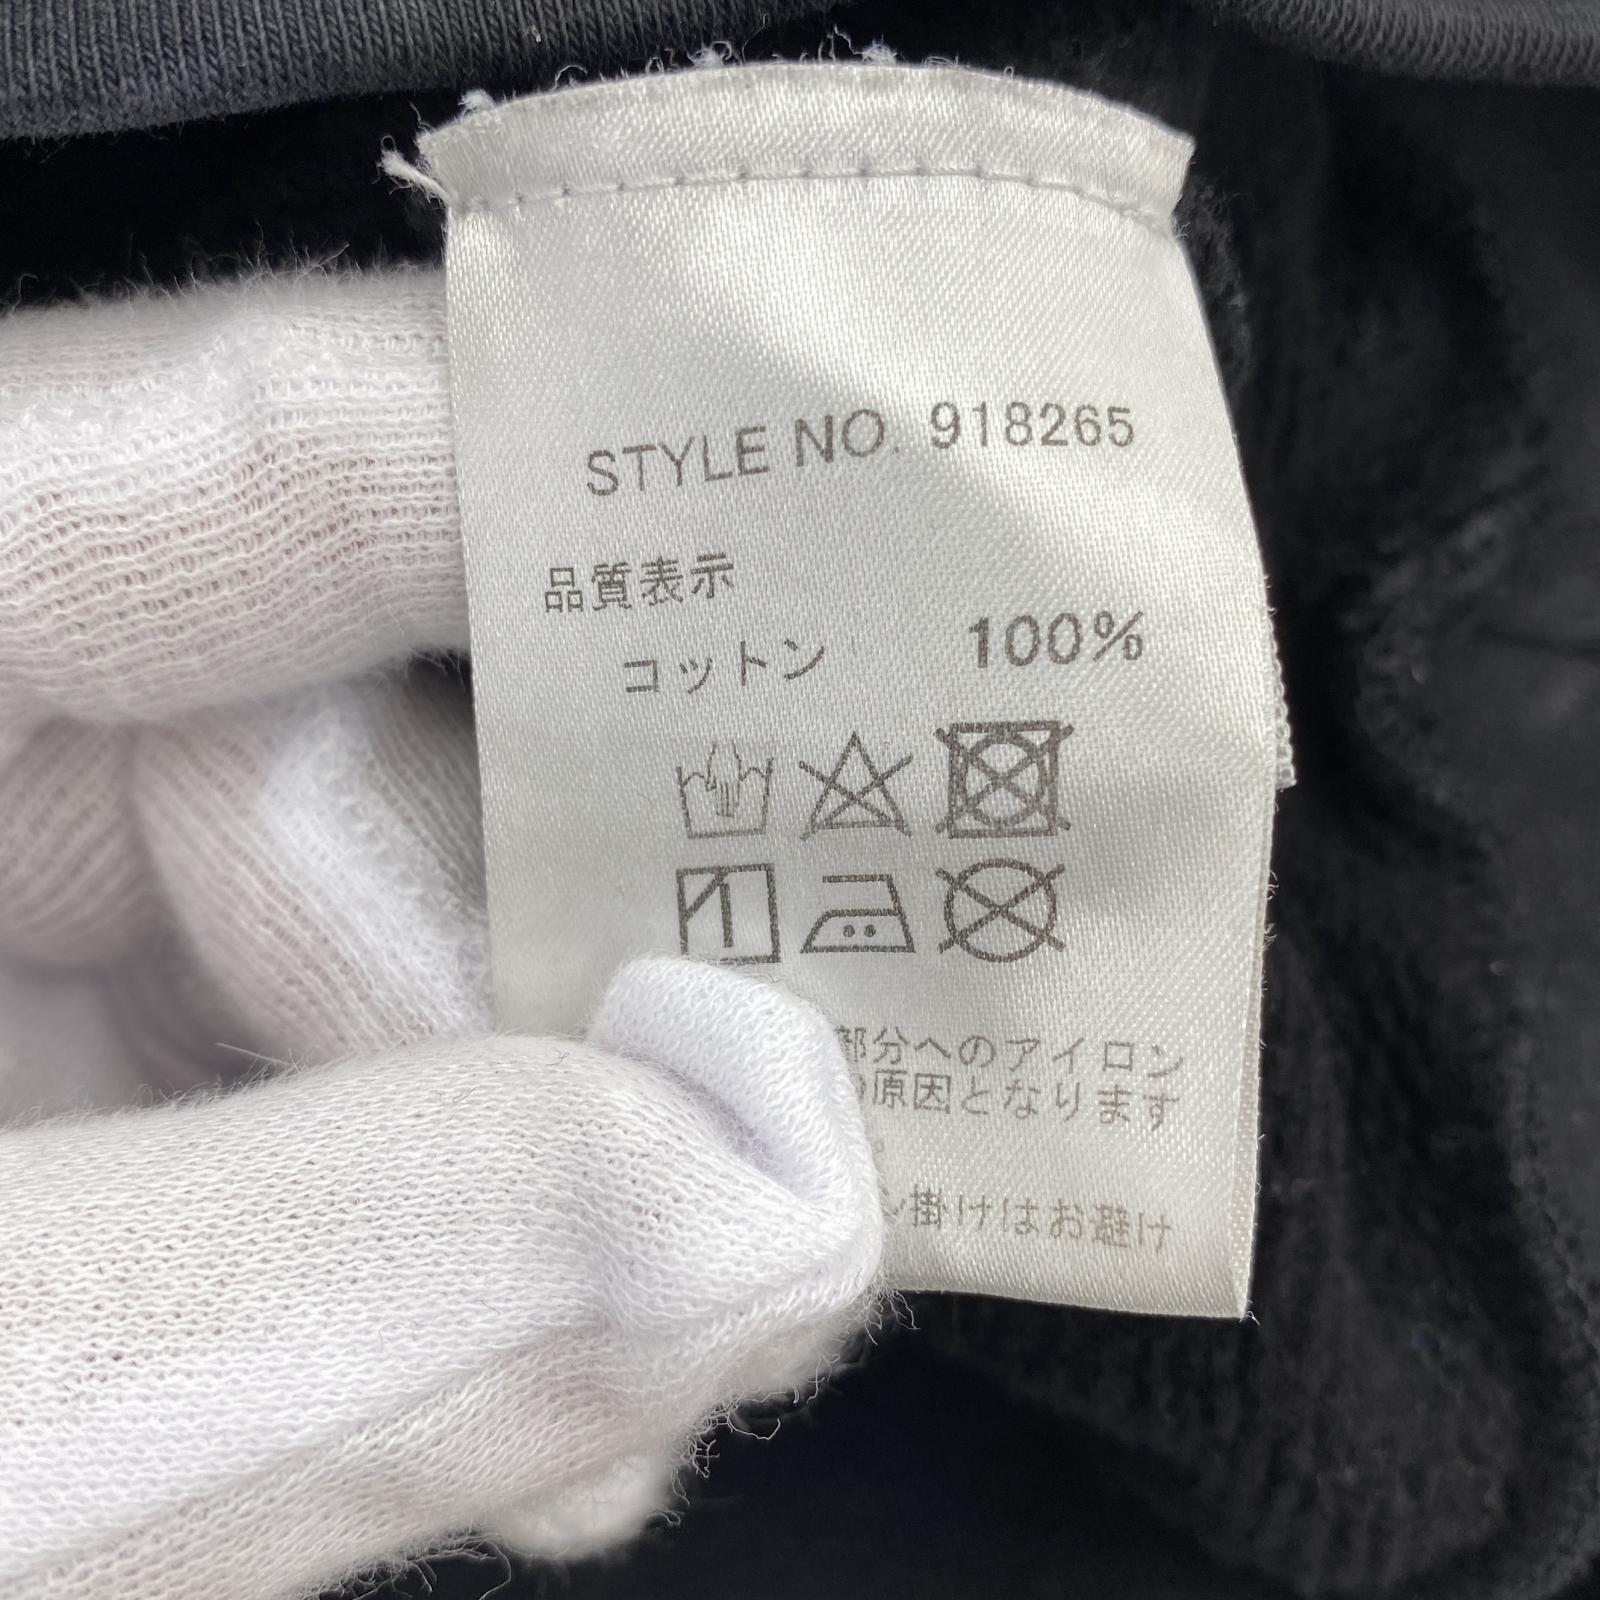 STYLE NO. 918265
品質表示
コットン 100%
部分へのアイロン
の原因となります
掛けはお避け